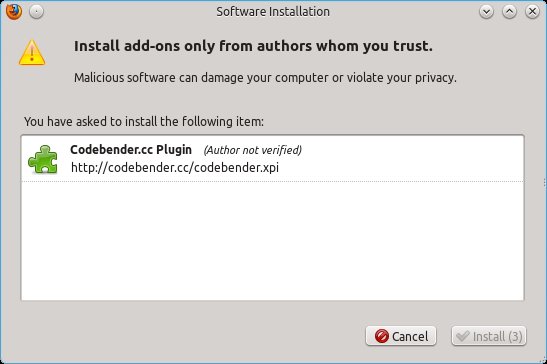 Software Installation
Install add-ons only from authors whom you trust.
Malicious software can damage your computer or violate your privacy.
You have asked to install the following item:
Codebender.cc Plugin (Author not verified)
http://codebender.cc/codebender.xpi
Cancel Install (3)